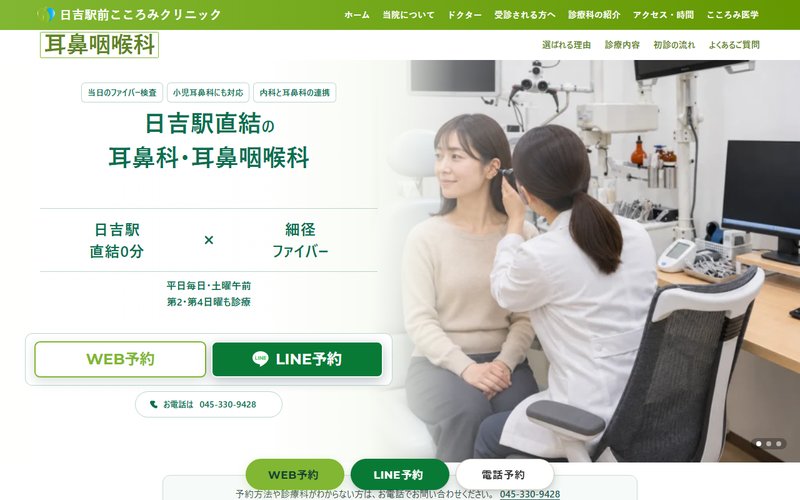 日吉駅前こころみクリニック
ホーム 当院について ドクター 受診される方へ 診療科の紹介 アクセス・時間 こころみ医学
耳鼻咽喉科
選ばれる理由 診療内容 初診の流れ よくあるご質問
当日のファイバー検査 小児耳鼻科にも対応 内科と耳鼻科の連携
日吉駅直結の
耳鼻科・耳鼻咽喉科
日吉駅
直結0分
×
細径
ファイバー
平日毎日・土曜午前
第2・第4日曜も診療
WEB予約
LINE LINE予約
お電話は 045-330-9428
WEB予約 LINE予約 電話予約
予約方法や診療科がわからない方は、お電話でお問い合わせください。 045-330-9428